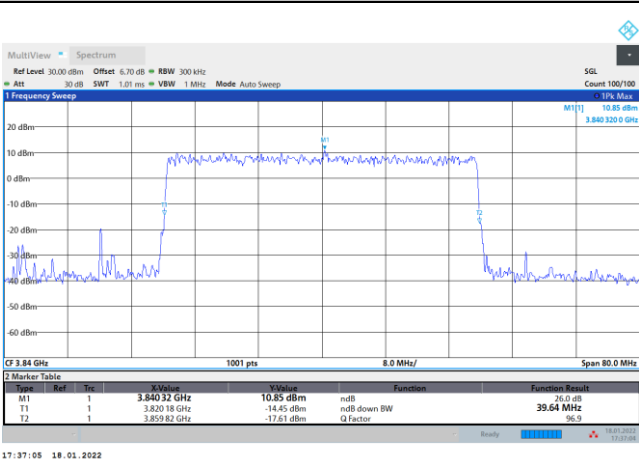 MultiView Spectrum
Ref Level 30.00 dBm Offset 6.70 dB RBW 300 kHz SGL
Att 30 dB SWT 1.01 ms VBW 1 MHz Mode Auto Sweep Count 100/100
1 Frequency Sweep 1Pk Max
M1[1] 10.85 dBm
3.840 320 0 GHz
M1
20 dBm
10 dBm
0 dBm
-10 dBm
T1
T2
-20 dBm
-30 dBm
-40 dBm
-50 dBm
-60 dBm
CF 3.84 GHz 1001 pts 8.0 MHz/ Span 80.0 MHz
2 Marker Table
Type Ref Trc X-Value Y-Value Function Function Result
M1 1 3.840 32 GHz 10.85 dBm ndB 26.0 dB
T1 1 3.820 18 GHz -14.45 dBm ndB down BW 39.64 MHz
T2 1 3.859 82 GHz -17.61 dBm Q Factor 96.9
Ready 18.01.2022
17:37:04
17:37:05 18.01.2022